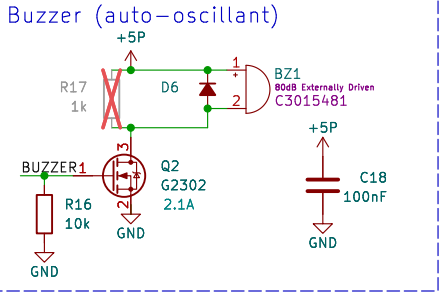 Buzzer (auto-oscillant)
+5P
R17
1k
D6
1
+
2
BZ1
80dB Externally Driven
C3015481
BUZZER
1
3
2
Q2
G2302
2.1A
R16
10k
GND
GND
+5P
C18
100nF
GND